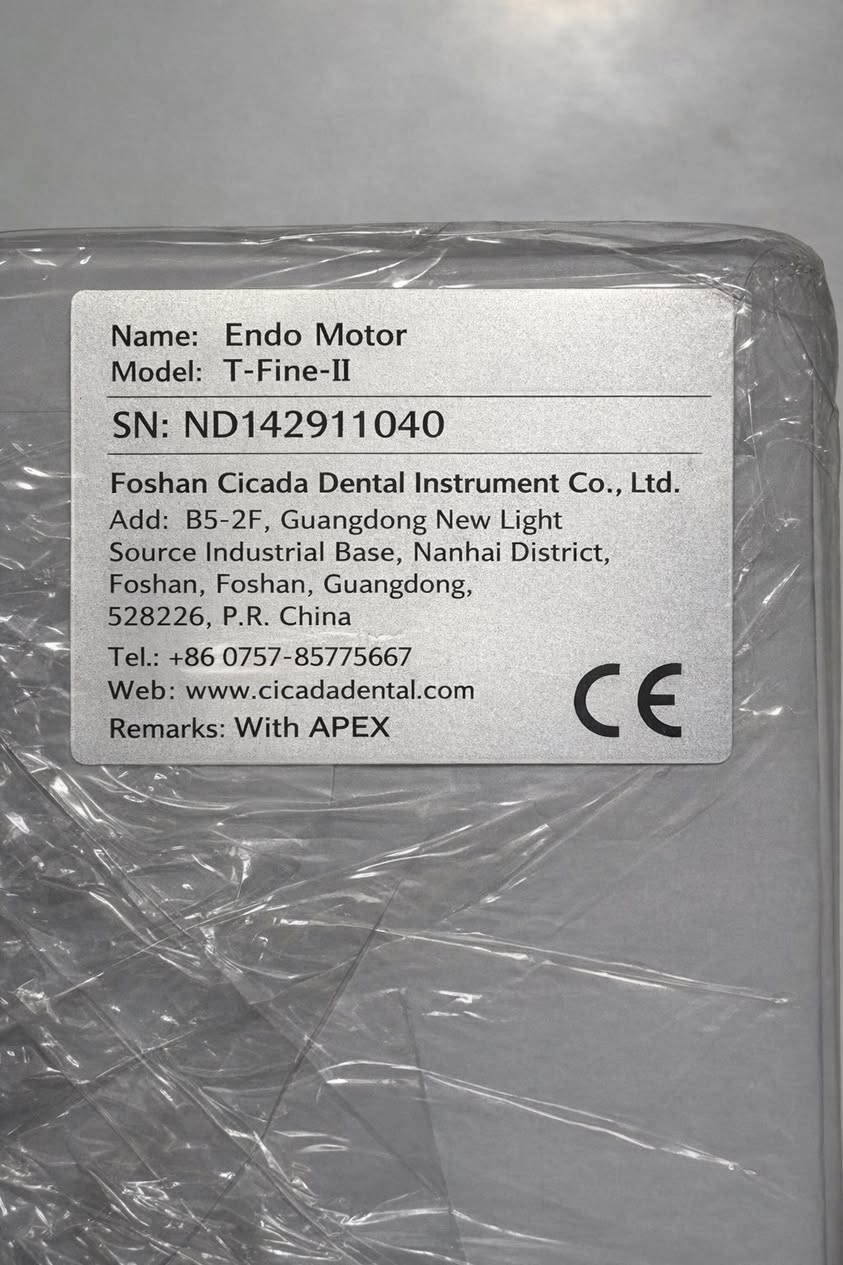 Name: Endo Motor
Model: T-Fine-II
SN: ND142911040
Foshan Cicada Dental Instrument Co., Ltd.
Add: B5-2F, Guangdong New Light
Source Industrial Base, Nanhai District,
Foshan, Foshan, Guangdong,
528226, P.R. China
Tel.: +86 0757-85775667
Web: www.cicadadental.com
Remarks: With APEX
CE